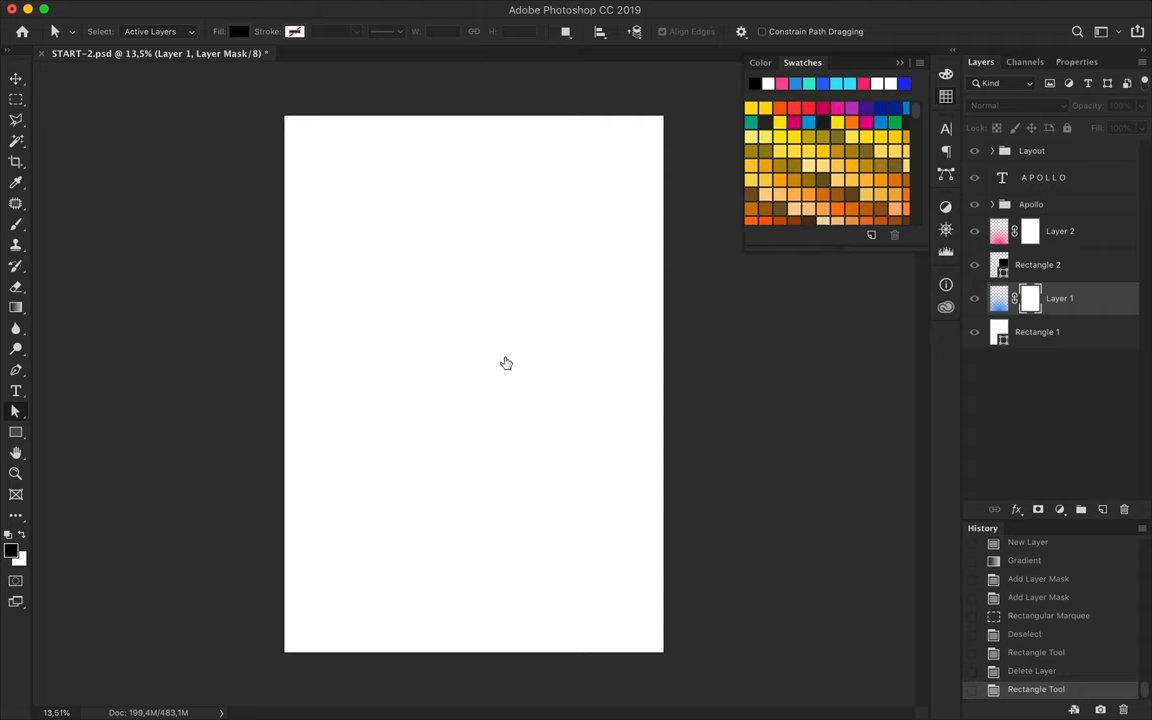 Adobe Photoshop CC 2019
Select: Active Layers Fill: Stroke: W: H: Align Edges Constrain Path Dragging
START-2.psd @ 13,5% (Layer 1, Layer Mask/8) *
Color Swatches
Layers Channels Properties
Kind
Normal Opacity: 100%
Lock: Fill: 100%
Layout
A P O L L O
Apollo
Layer 2
Rectangle 2
Layer 1
Rectangle 1
History
New Layer
Gradient
Add Layer Mask
Add Layer Mask
Rectangular Marquee
Deselect
Rectangle Tool
Delete Layer
Rectangle Tool
13,51% Doc: 199,4M/483,1M